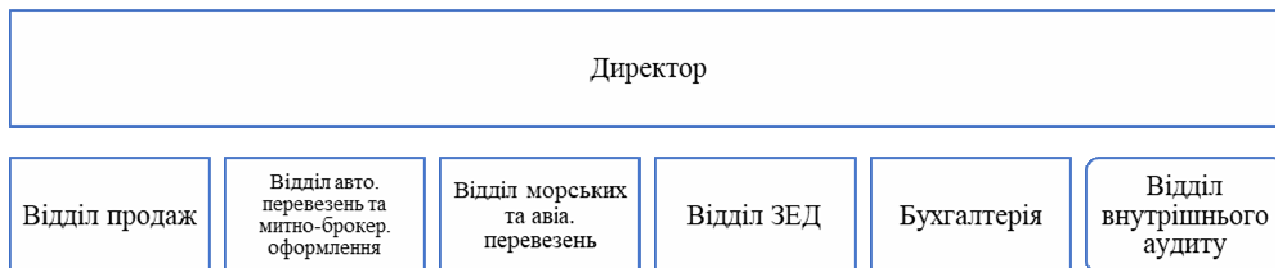 Директор
Відділ продаж
Відділ авто.
перевезень та
митно-брокер.
оформлення
Відділ морських
та авіа.
перевезень
Відділ ЗЕД
Бухгалтерія
Відділ
внутрішнього
аудиту